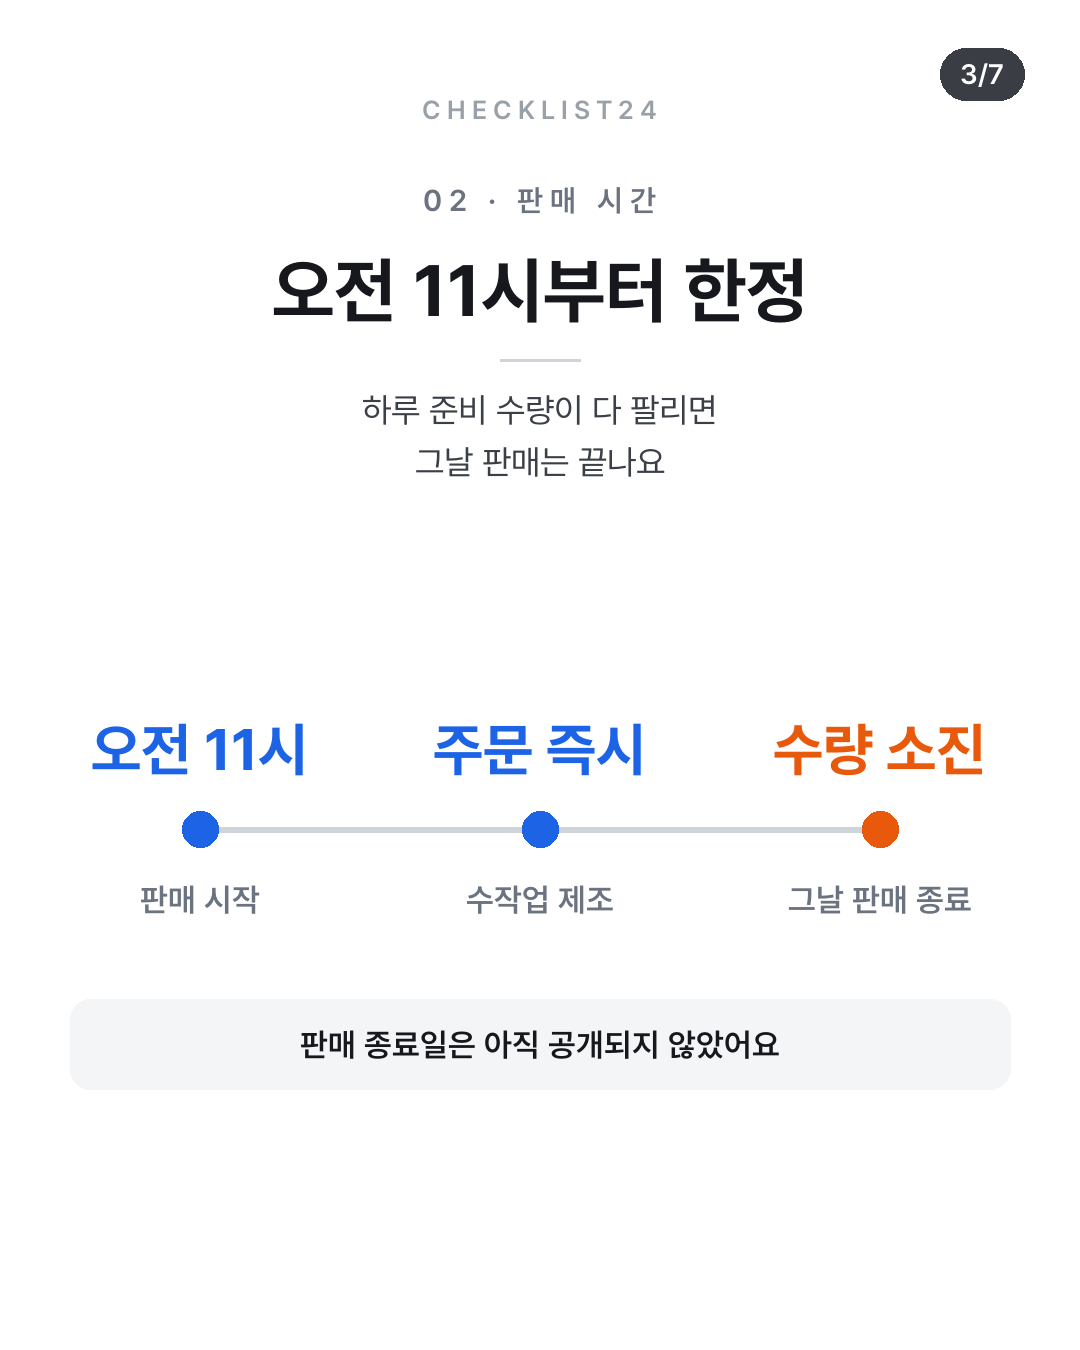 3/7
CHECKLIST24
02 · 판매 시간
오전 11시부터 한정
하루 준비 수량이 다 팔리면
그날 판매는 끝나요
오전 11시
주문 즉시
수량 소진
판매 시작
수작업 제조
그날 판매 종료
판매 종료일은 아직 공개되지 않았어요